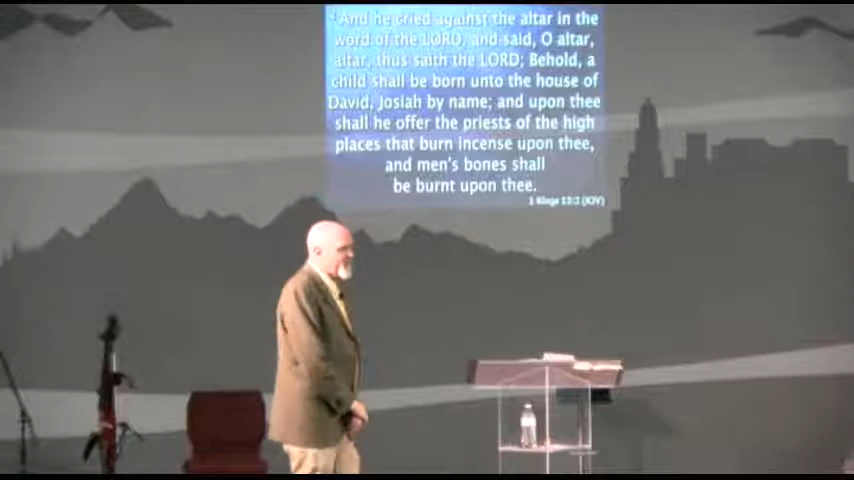 And he cried against the altar in the
word of the LORD, and said, O altar,
altar, thus saith the LORD; Behold, a
child shall be born unto the house of
David, Josiah by name; and upon thee
shall he offer the priests of the high
places that burn incense upon thee,
and men's bones shall
be burnt upon thee.
1 Kings 13:2 (KJV)